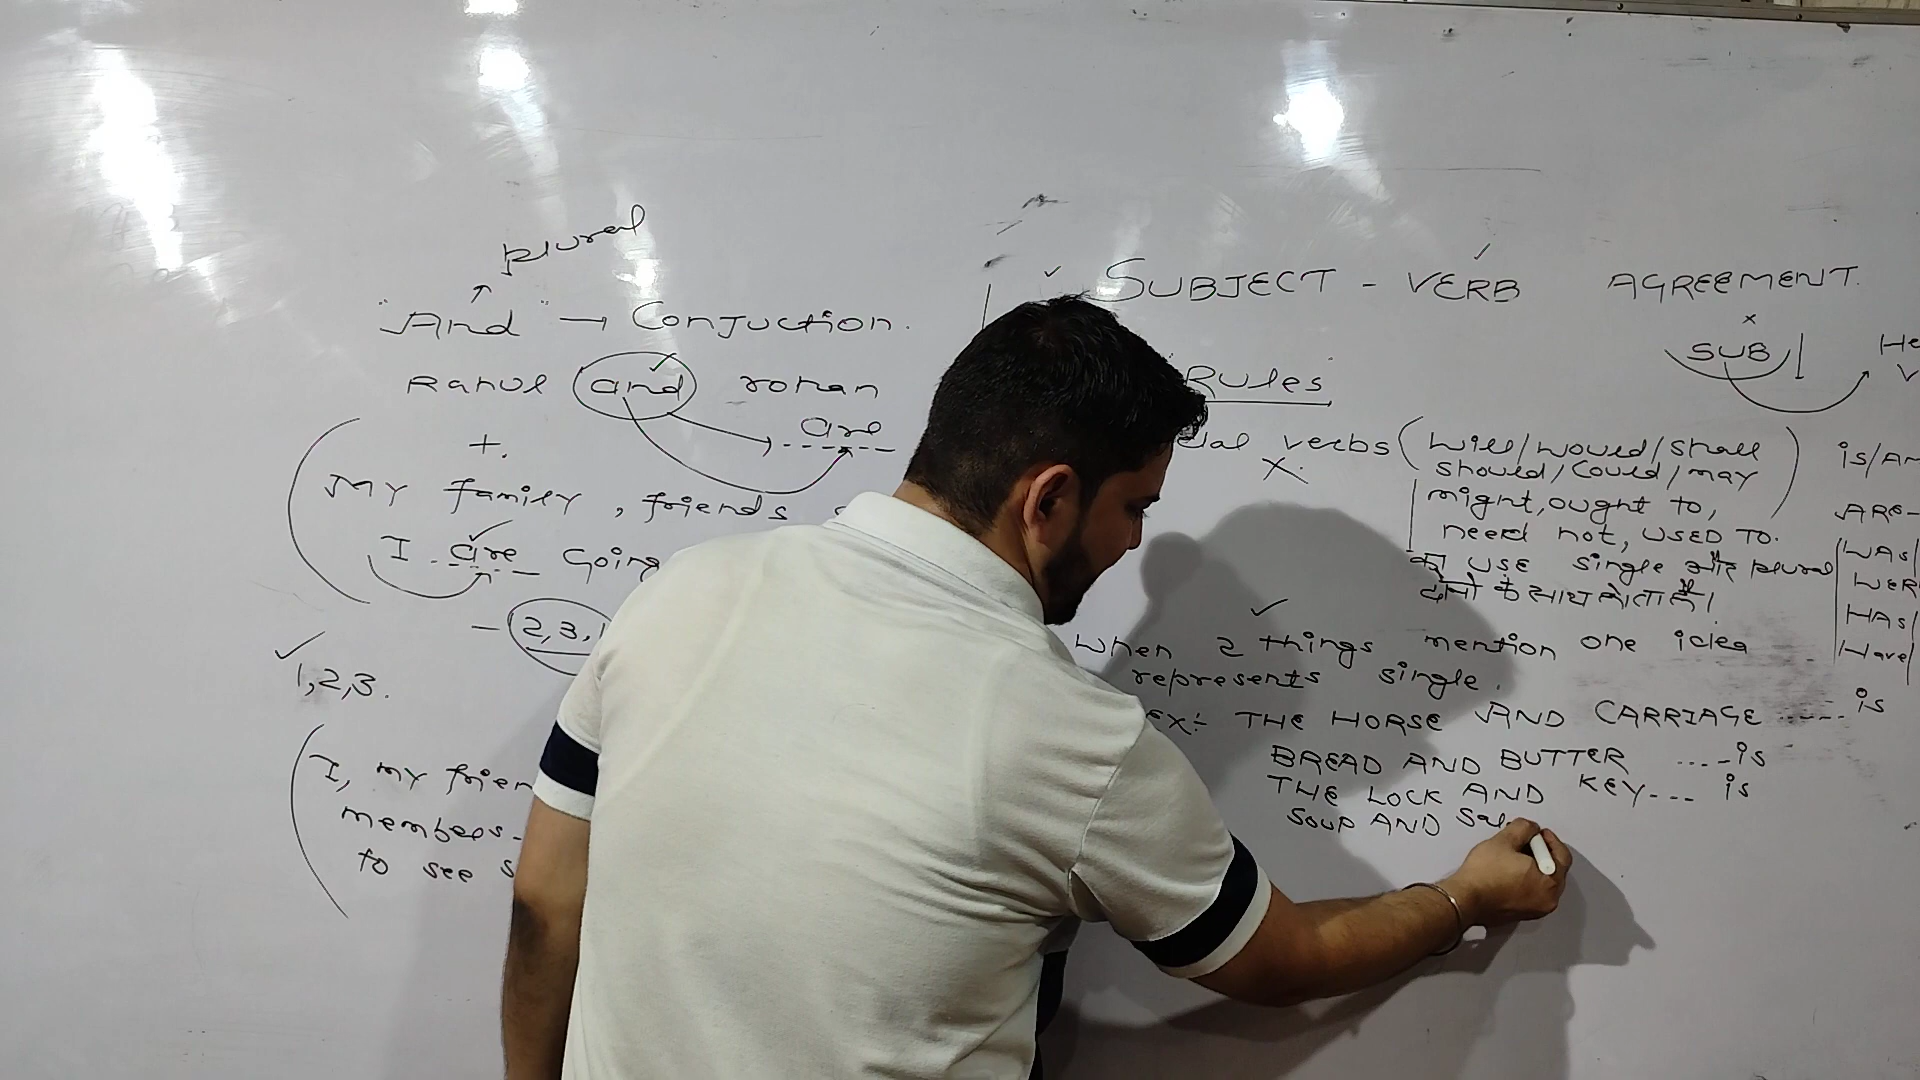 plural
"And" → Conjuction.
Rahul and rohan
are
+.
My family, friends
I are Going
- 2,3,1
1,2,3.
I, my frien
members
to see s
SUBJECT - VERB AGREEMENT.
SUB
He
V
Rules
verbs (will/would/shall
should/could/may
might, ought to,
need not, USED TO.
का use single और plural
दोनो के साथ होता है।
is/AM
ARE-
WAS/
WER
HAS/
Have/
When 2 things mention one idea
represents single.
Ex:- THE HORSE AND CARRIAGE ..... is
BREAD AND BUTTER ..... is
THE LOCK AND KEY... is
SOUP AND Sal